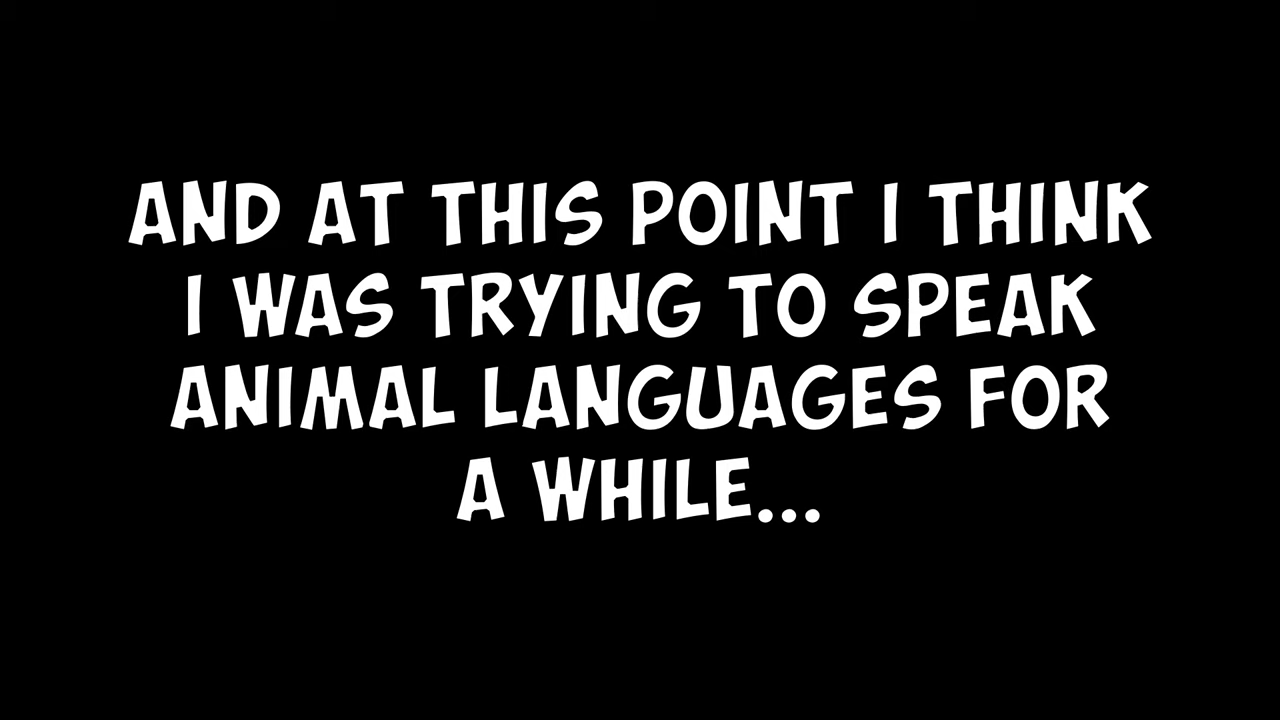 AND AT THIS POINT I THINK
I WAS TRYING TO SPEAK
ANIMAL LANGUAGES FOR
A WHILE...